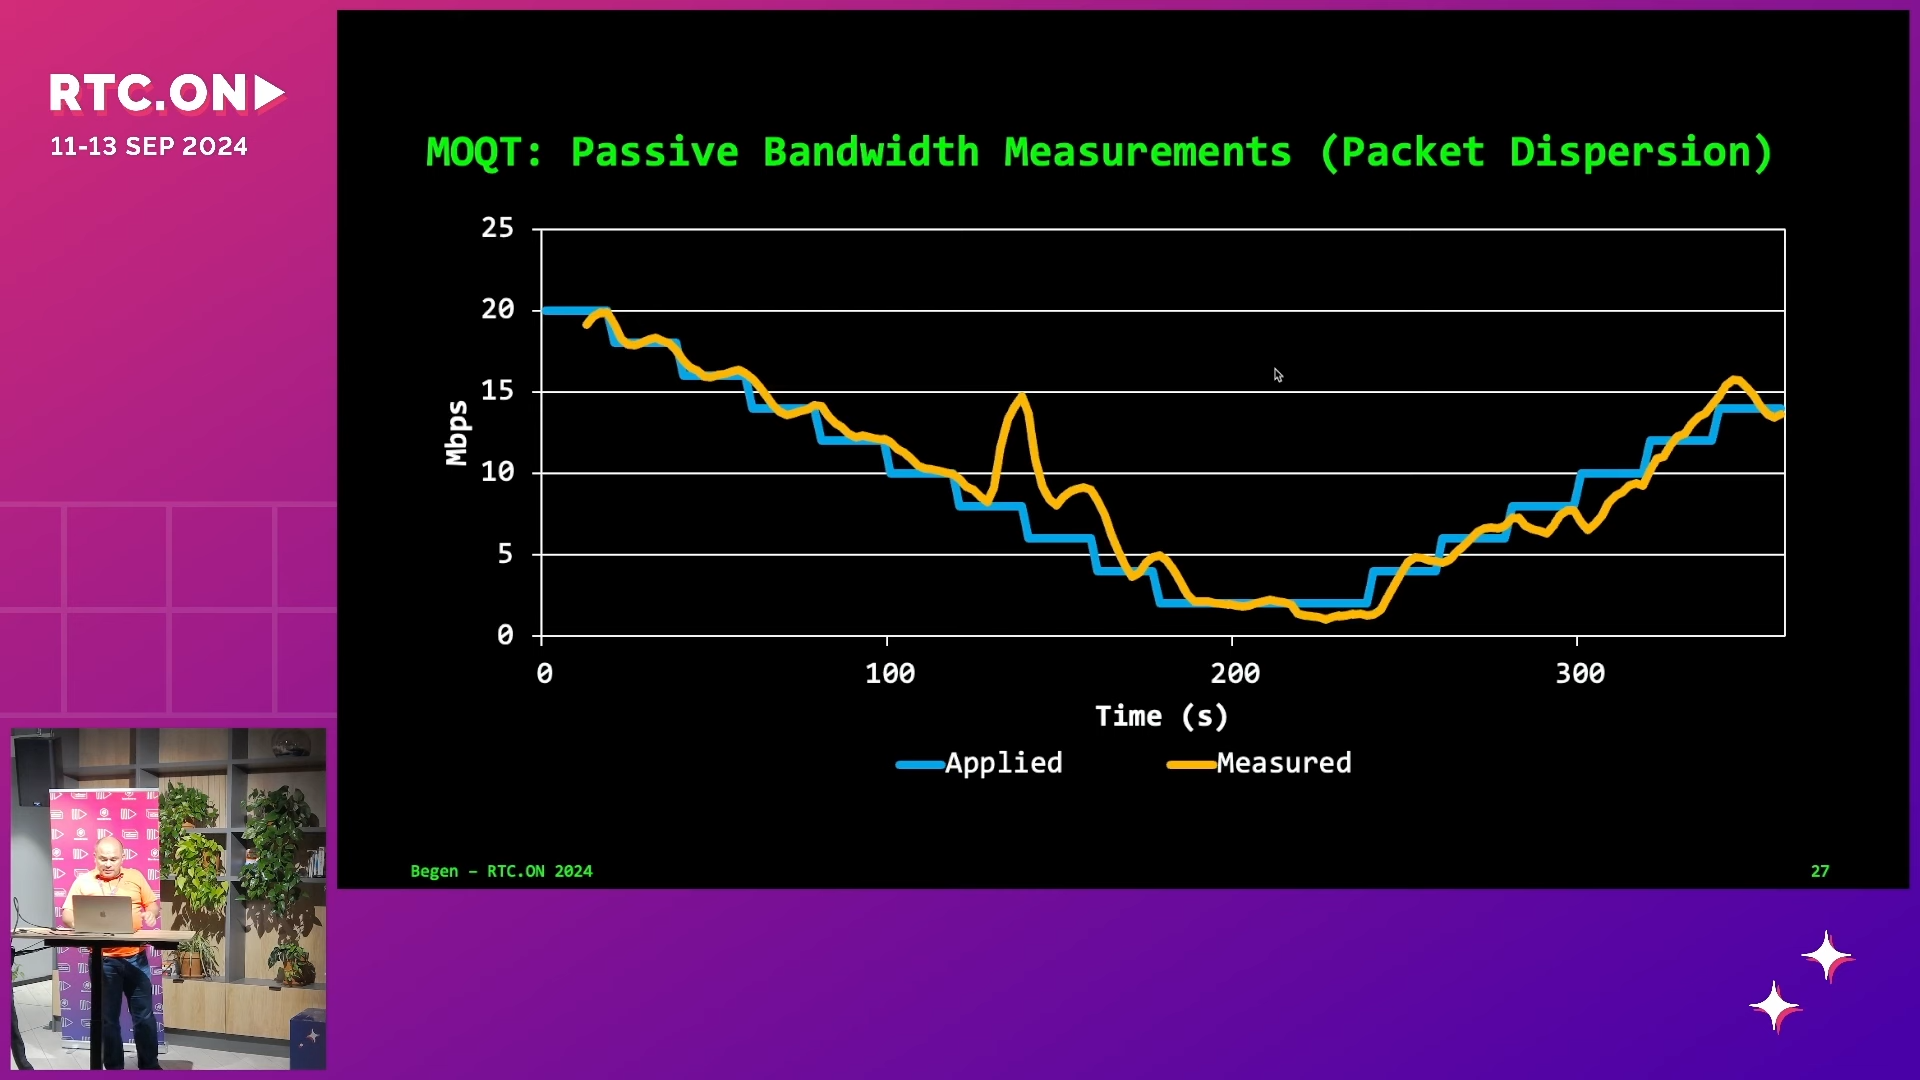 RTC.ON
11-13 SEP 2024
MOQT: Passive Bandwidth Measurements (Packet Dispersion)
25
20
15
10
5
0
Mbps
0 100 200 300
Time (s)
Applied Measured
Begen – RTC.ON 2024
27